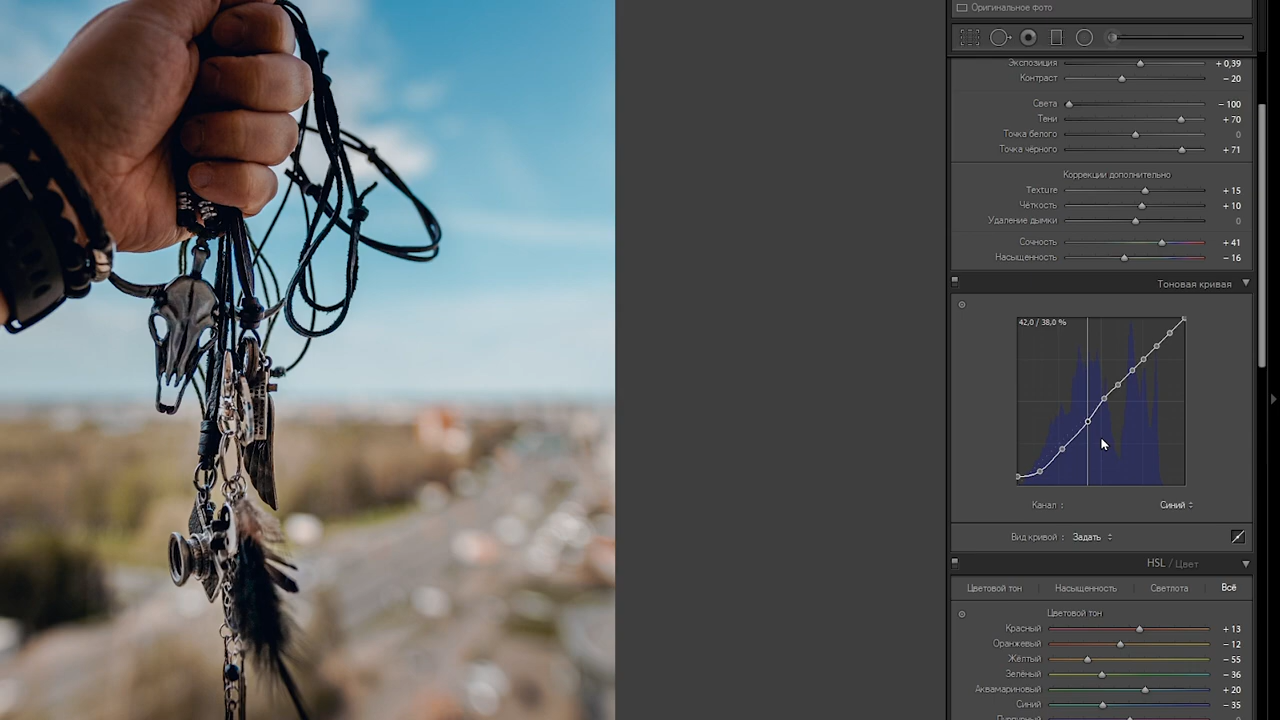 Оригинальное Фото
Экспозиция + 0,39
Контраст − 20
Света − 100
Тени + 70
Точка белого 0
Точка чёрного + 71
Коррекции дополнительно
Texture + 15
Чёткость + 10
Удаление дымки 0
Сочность + 41
Насыщенность − 16
Тоновая кривая
42,0 / 38,0 %
Канал : Синий
Вид кривой : Задать
HSL / Цвет
Цветовой тон Насыщенность Светлота Всё
Цветовой тон
Красный + 13
Оранжевый − 12
Жёлтый − 55
Зелёный − 36
Аквамариновый + 20
Синий − 35